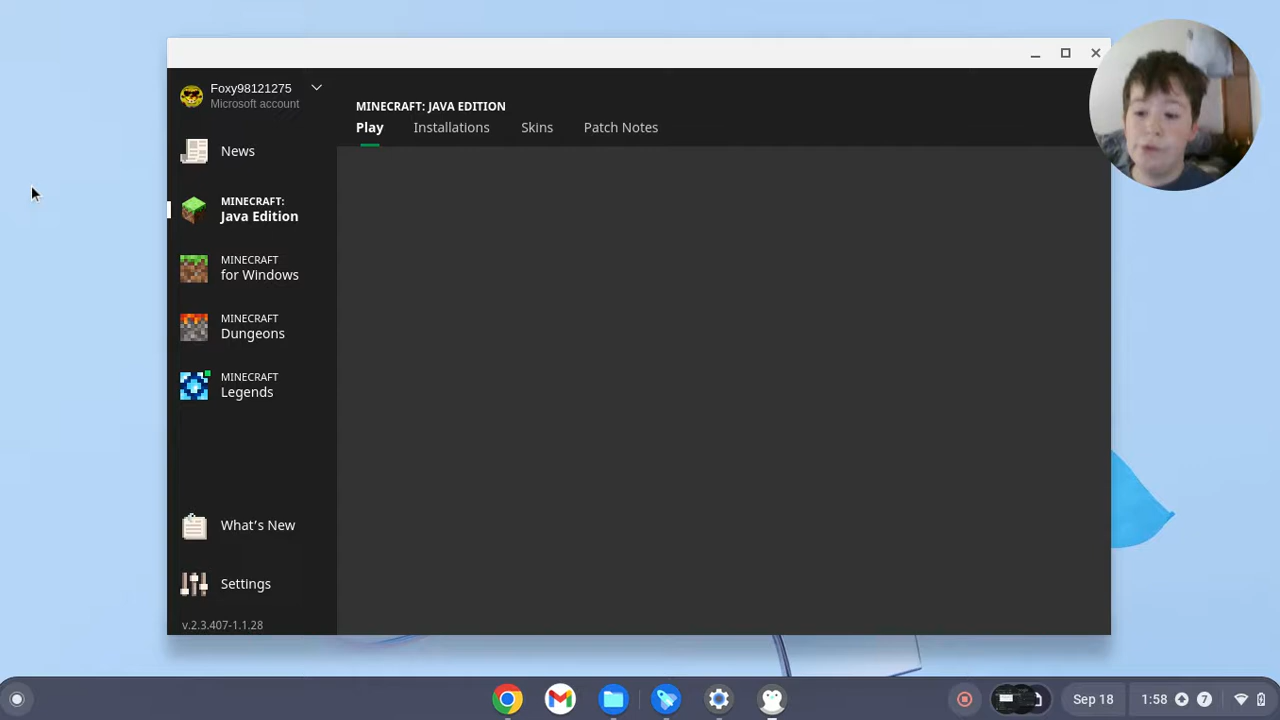 Foxy98121275
Microsoft account
News
MINECRAFT:
Java Edition
MINECRAFT
for Windows
MINECRAFT
Dungeons
MINECRAFT
Legends
What's New
Settings
v.2.3.407-1.1.28
MINECRAFT: JAVA EDITION
Play Installations Skins Patch Notes
Sep 18 1:58 7